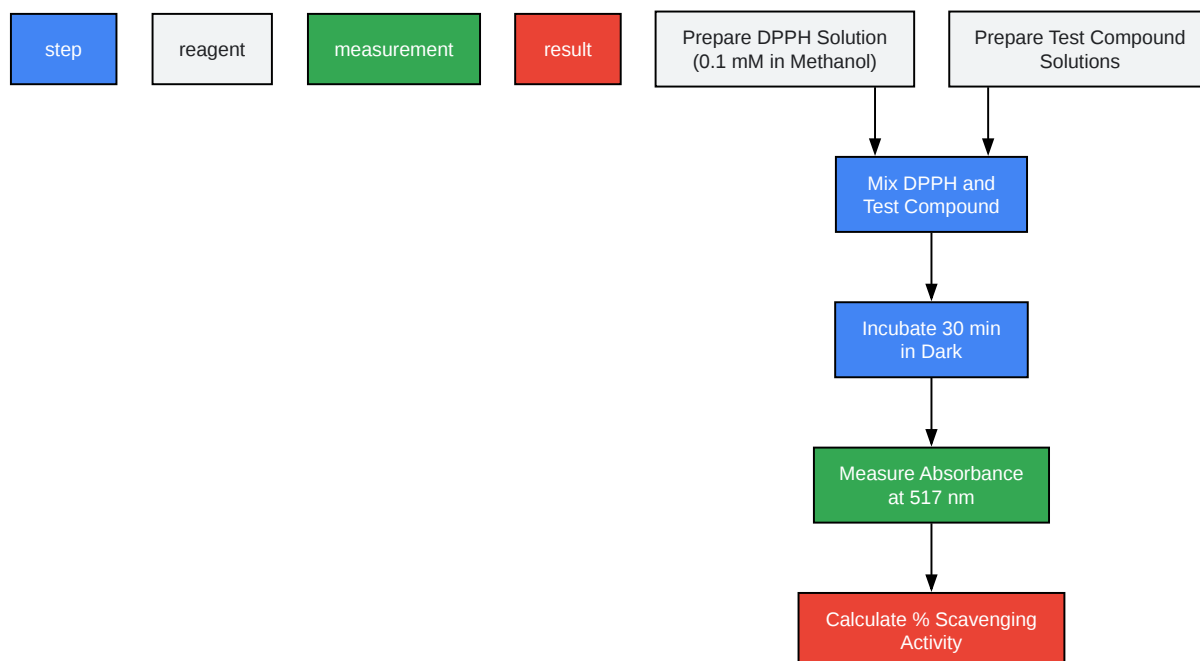 step
reagent
measurement
result
Prepare DPPH Solution
(0.1 mM in Methanol)
Prepare Test Compound
Solutions
Mix DPPH and
Test Compound
Incubate 30 min
in Dark
Measure Absorbance
at 517 nm
Calculate % Scavenging
Activity